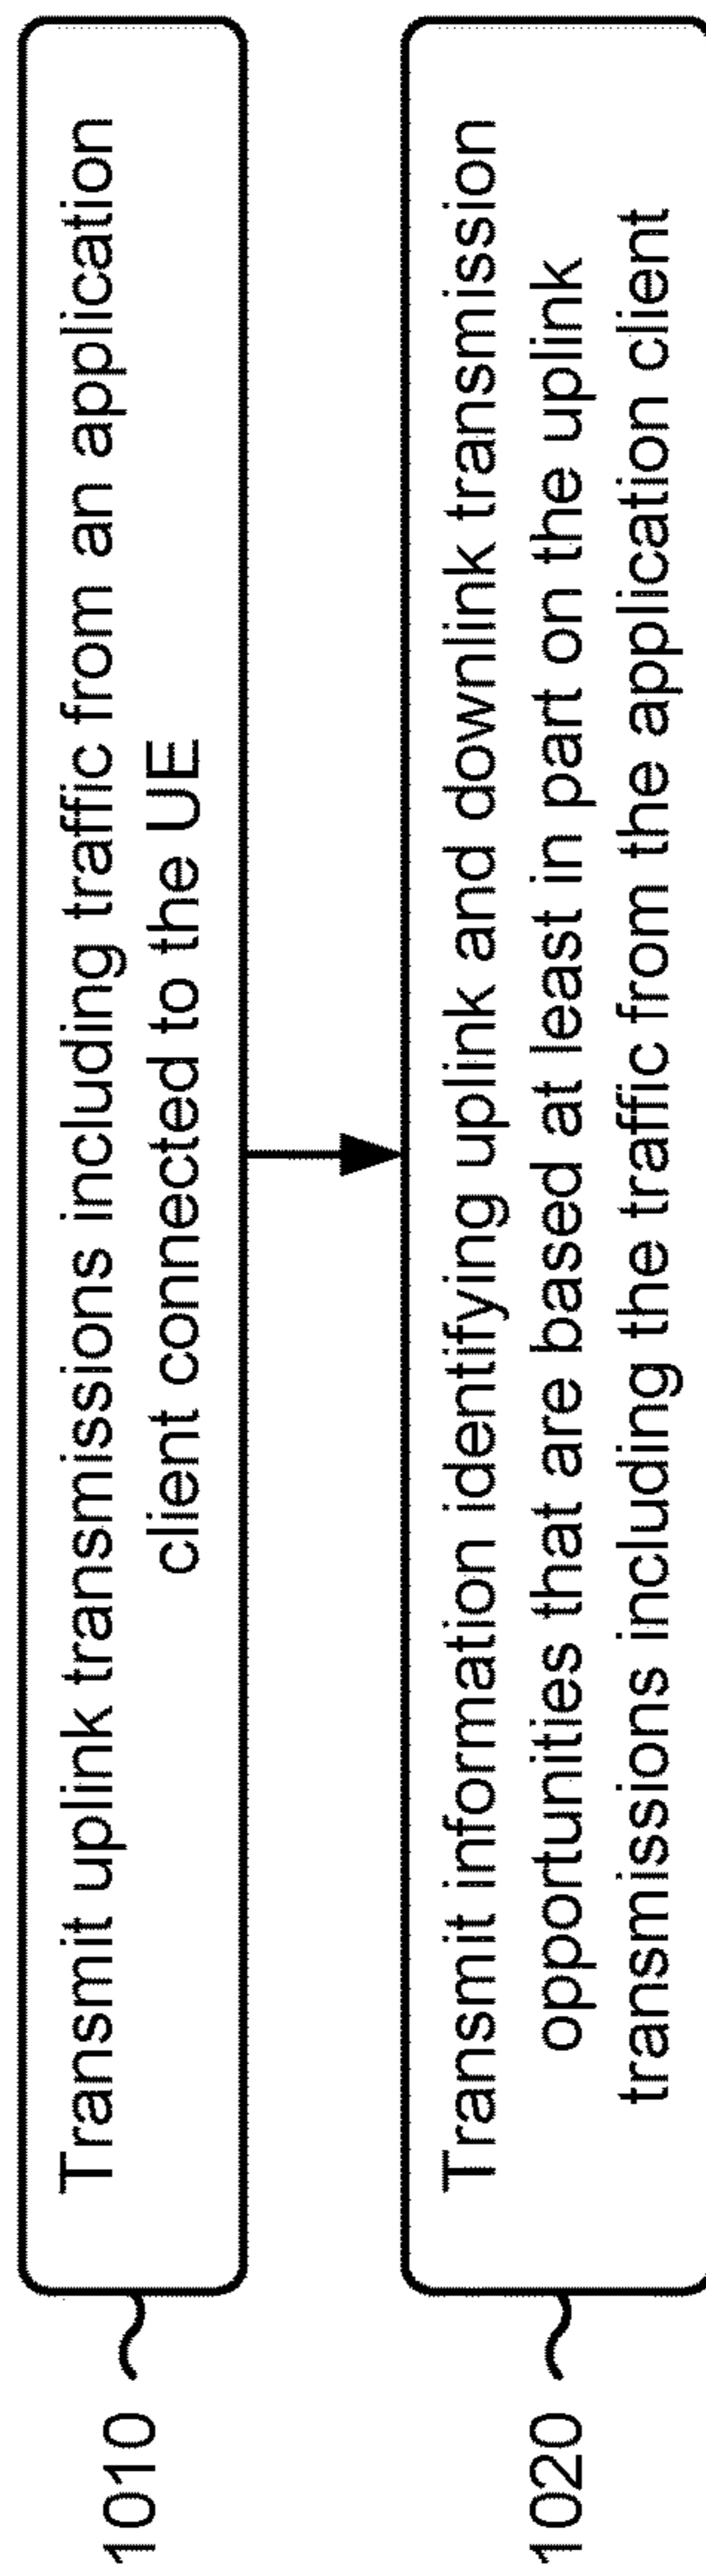 1010
Transmit uplink transmissions including traffic from an application
client connected to the UE
1020
Transmit information identifying uplink and downlink transmission
opportunities that are based at least in part on the uplink
transmissions including the traffic from the application client